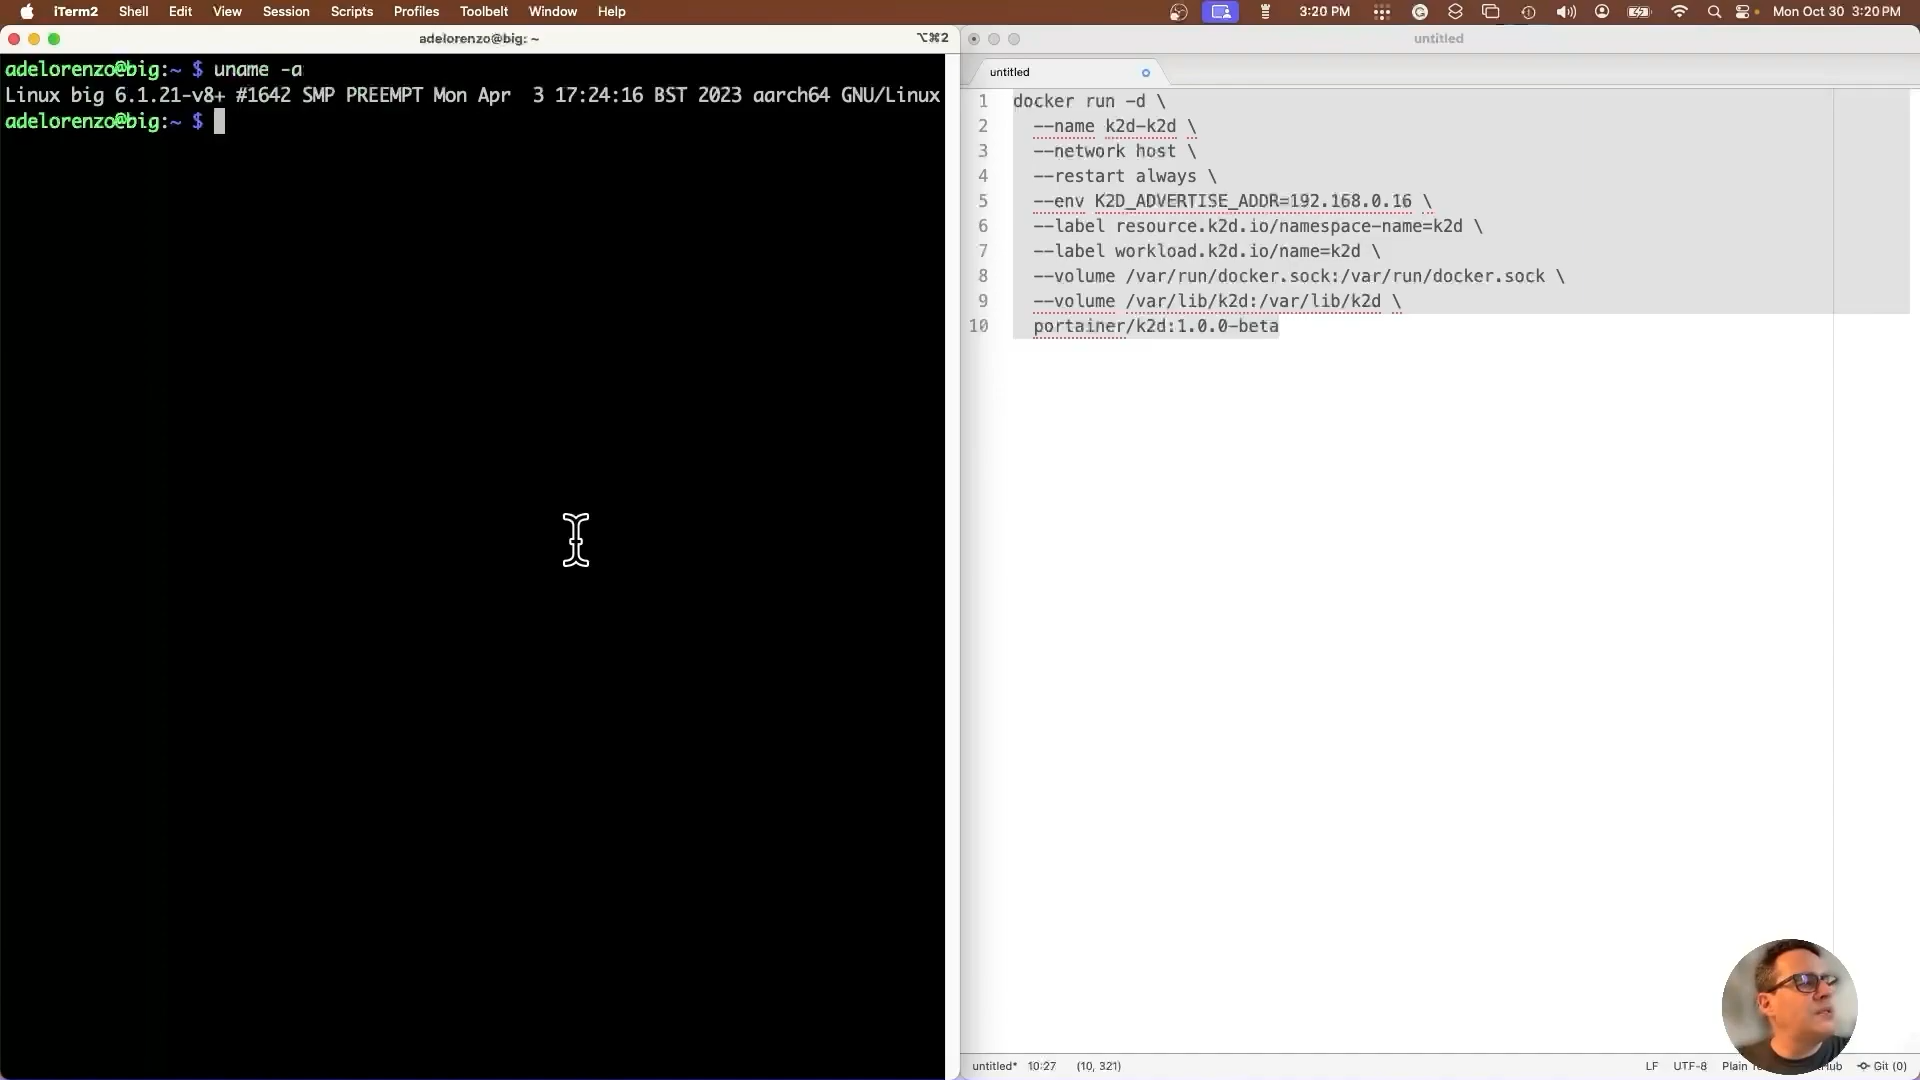 iTerm2 Shell Edit View Session Scripts Profiles Toolbelt Window Help 3:20 PM Mon Oct 30 3:20 PM
adelorenzo@big: ~ ⌥⌘2
adelorenzo@big:~ $ uname -a
Linux big 6.1.21-v8+ #1642 SMP PREEMPT Mon Apr  3 17:24:16 BST 2023 aarch64 GNU/Linux
adelorenzo@big:~ $
untitled
untitled
1 docker run -d \
2 --name k2d-k2d \
3 --network host \
4 --restart always \
5 --env K2D_ADVERTISE_ADDR=192.168.0.16 \
6 --label resource.k2d.io/namespace-name=k2d \
7 --label workload.k2d.io/name=k2d \
8 --volume /var/run/docker.sock:/var/run/docker.sock \
9 --volume /var/lib/k2d:/var/lib/k2d \
10 portainer/k2d:1.0.0-beta
untitled* 10:27 (10, 321) LF UTF-8 Plain Git (0)